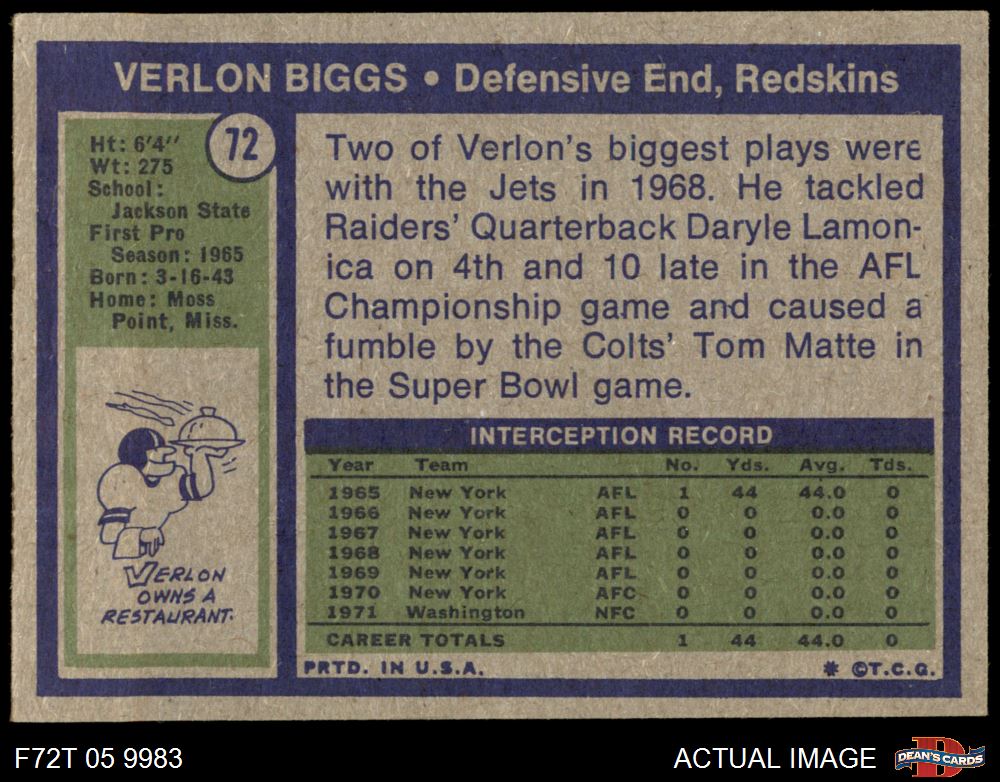 VERLON BIGGS • Defensive End, Redskins
72
Ht: 6'4''
Wt: 275
School:
Jackson State
First Pro
Season: 1965
Born: 3-16-43
Home: Moss
Point, Miss.
VERLON
OWNS A
RESTAURANT.
Two of Verlon's biggest plays were
with the Jets in 1968. He tackled
Raiders' Quarterback Daryle Lamon-
ica on 4th and 10 late in the AFL
Championship game and caused a
fumble by the Colts' Tom Matte in
the Super Bowl game.
INTERCEPTION RECORD
Year Team No. Yds. Avg. Tds.
1965 New York AFL 1 44 44.0 0
1966 New York AFL 0 0 0.0 0
1967 New York AFL 0 0 0.0 0
1968 New York AFL 0 0 0.0 0
1969 New York AFL 0 0 0.0 0
1970 New York AFC 0 0 0.0 0
1971 Washington NFC 0 0 0.0 0
CAREER TOTALS 1 44 44.0 0
PRTD. IN U.S.A. * ©T.C.G.
F72T 05 9983 ACTUAL IMAGE D DEAN'S CARDS